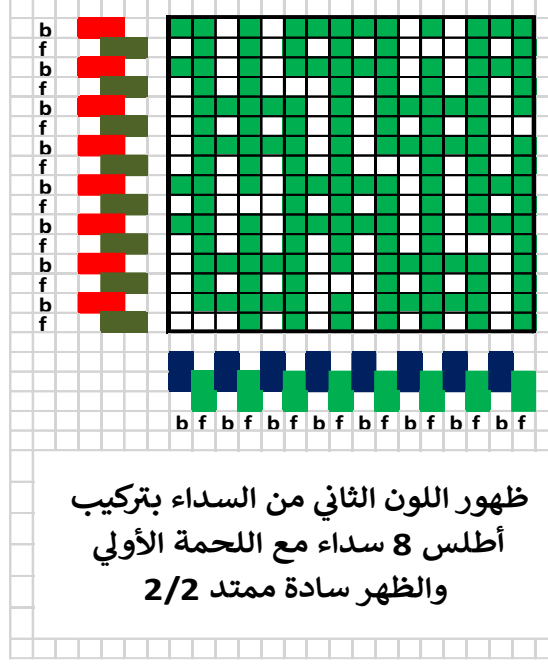 b
f
b
f
b
f
b
f
b
f
b
f
b
f
b
f
b f b f b f b f b f b f b f b f
ظهور اللون الثاني من السداء بتركيب
أطلس 8 سداء مع اللحمة الأولي
والظهر سادة ممتد 2/2